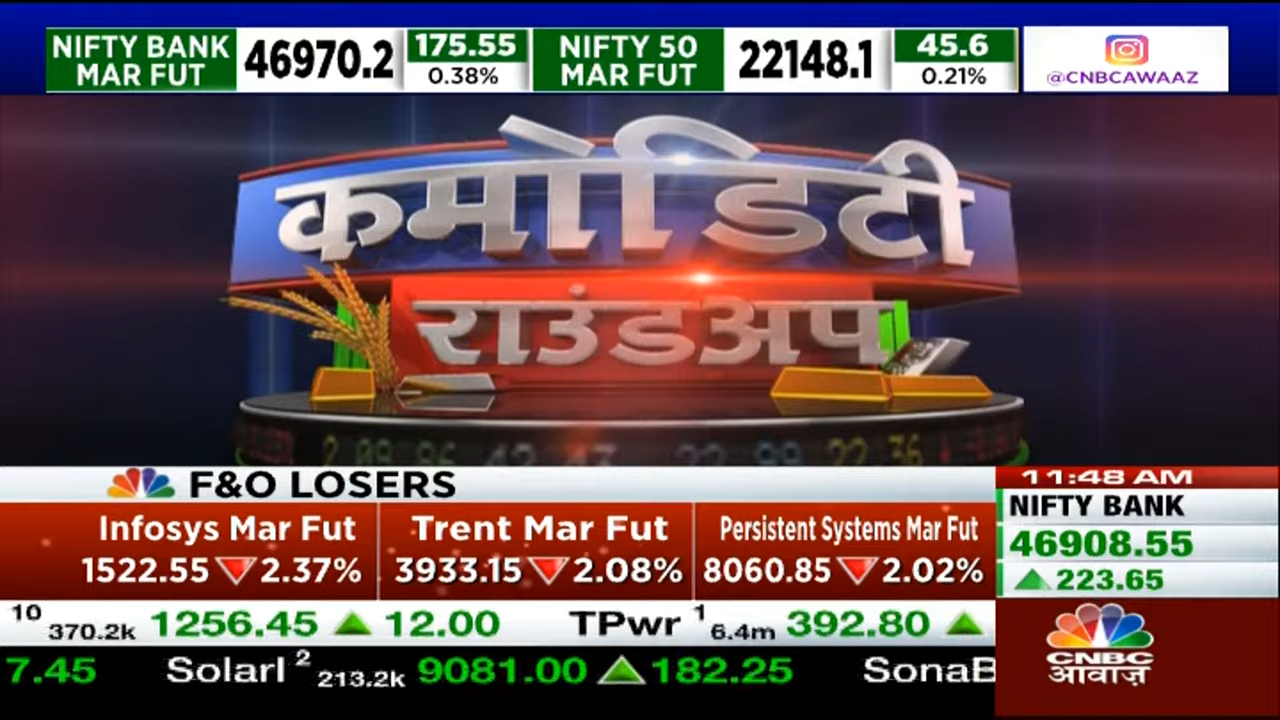 NIFTY BANK
MAR FUT
46970.2
175.55
0.38%
NIFTY 50
MAR FUT
22148.1
45.6
0.21%
@CNBCAWAAZ
कमोडिटी
राउंडअप
F&O LOSERS
Infosys Mar Fut
1522.55 ▼ 2.37%
Trent Mar Fut
3933.15 ▼ 2.08%
Persistent Systems Mar Fut
8060.85 ▼ 2.02%
11:48 AM
NIFTY BANK
46908.55
▲ 223.65
10 370.2k 1256.45 ▲ 12.00 TPwr 1 6.4m 392.80 ▲
7.45 SolarI 2 213.2k 9081.00 ▲ 182.25 SonaB
CNBC
आवाज़